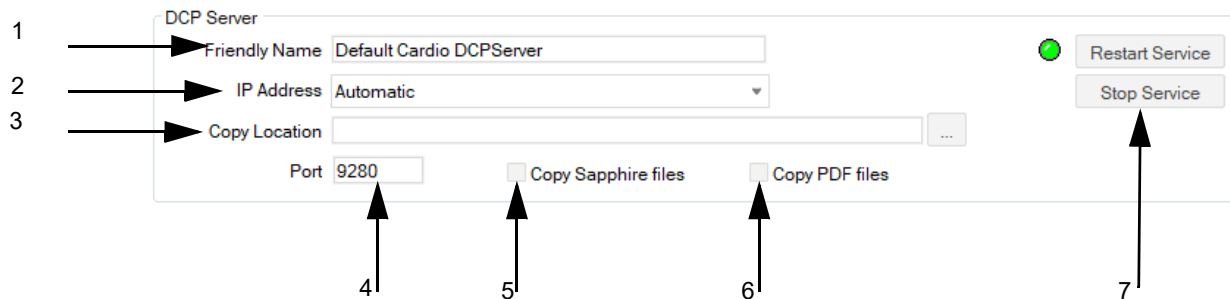 DCP Server
1
Friendly Name Default Cardio DCPServer Restart Service
2
IP Address Automatic Stop Service
3
Copy Location ...
Port 9280 Copy Sapphire files Copy PDF files
4 5 6 7